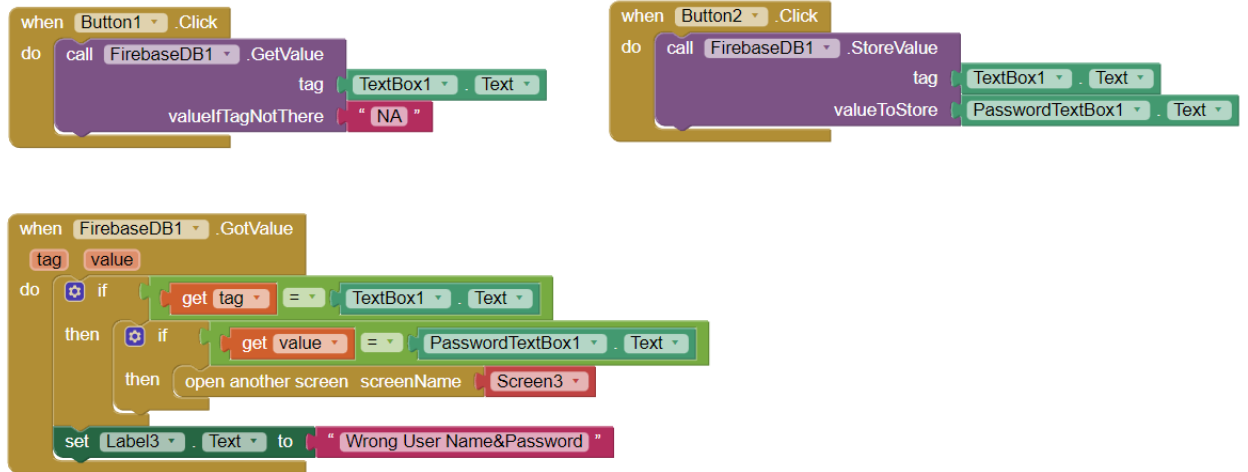 when Button1 .Click
do call FirebaseDB1 .GetValue
tag TextBox1 . Text
valueIfTagNotThere “ NA ”
when Button2 .Click
do call FirebaseDB1 .StoreValue
tag TextBox1 . Text
valueToStore PasswordTextBox1 . Text
when FirebaseDB1 .GotValue
tag value
do if get tag = TextBox1 . Text
then if get value = PasswordTextBox1 . Text
then open another screen screenName Screen3
set Label3 . Text to “ Wrong User Name&Password ”